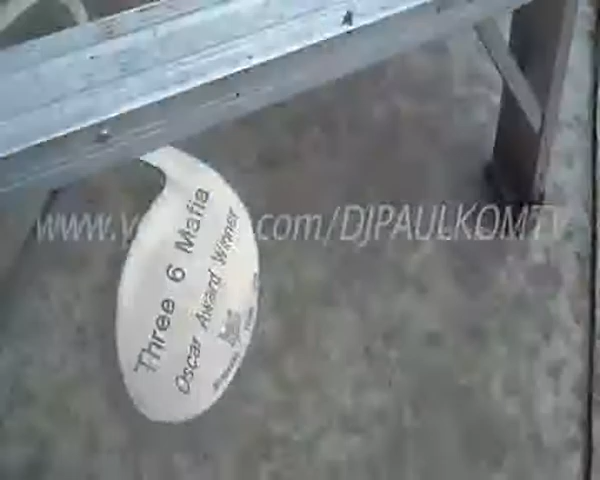 www.y
.com/DJPAULKOMTV
Three 6 Mafia
Oscar Award Winner